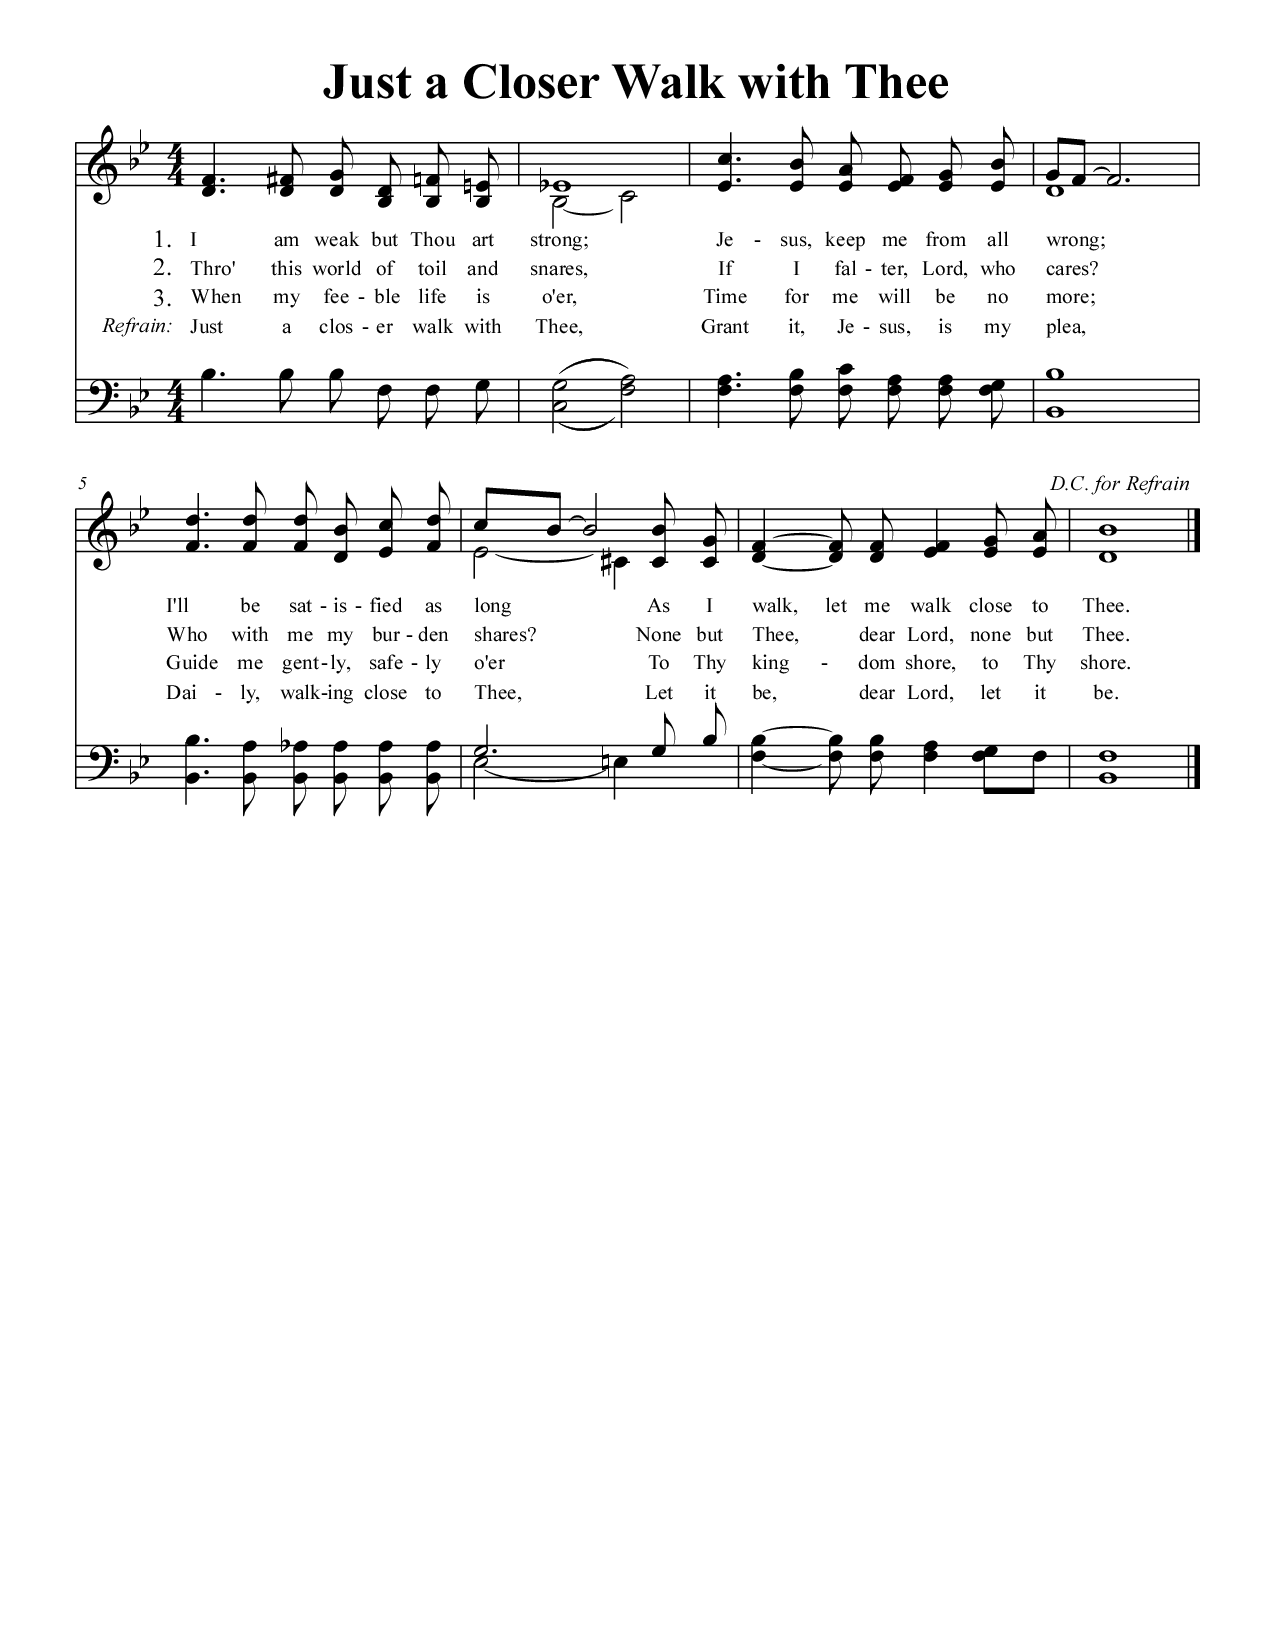 Just a Closer Walk with Thee
1. I am weak but Thou art strong; Je - sus, keep me from all wrong;
2. Thro' this world of toil and snares, If I fal - ter, Lord, who cares?
3. When my fee - ble life is o'er, Time for me will be no more;
Refrain: Just a clos - er walk with Thee, Grant it, Je - sus, is my plea,
5 D.C. for Refrain
I'll be sat - is - fied as long As I walk, let me walk close to Thee.
Who with me my bur - den shares? None but Thee, dear Lord, none but Thee.
Guide me gent - ly, safe - ly o'er To Thy king - dom shore, to Thy shore.
Dai - ly, walk - ing close to Thee, Let it be, dear Lord, let it be.